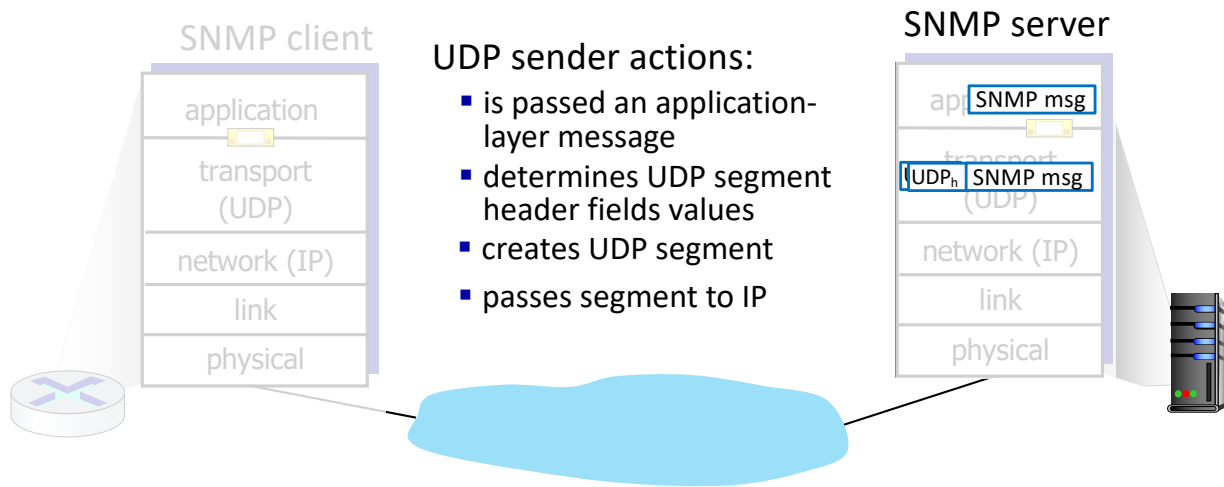 SNMP client
application
transport
(UDP)
network (IP)
link
physical
UDP sender actions:
▪ is passed an application-
layer message
▪ determines UDP segment
header fields values
▪ creates UDP segment
▪ passes segment to IP
SNMP server
SNMP msg
transport
UDPₕ SNMP msg
(UDP)
network (IP)
link
physical